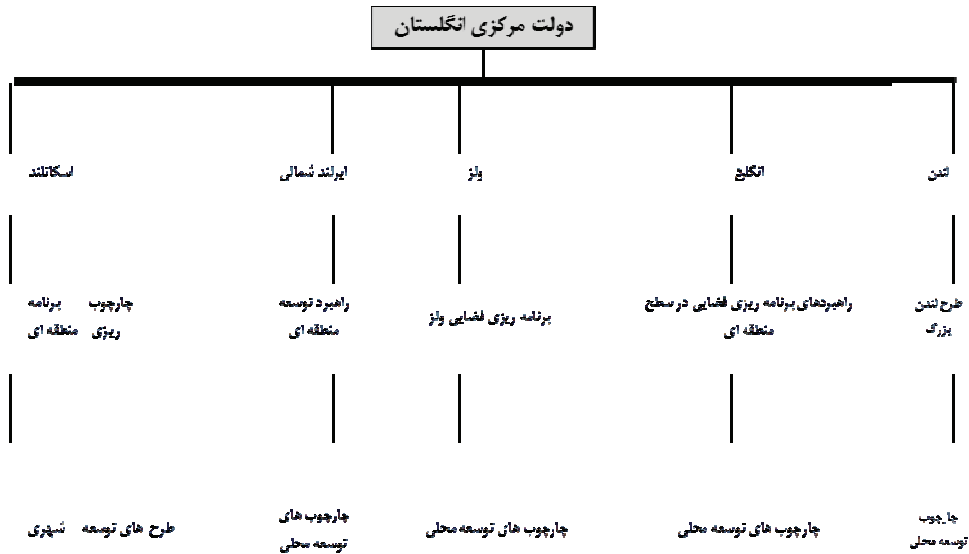 دولت مرکزی انگلستان
لندن
انگلیج
ولز
ایرلند شمالی
اسکاتلند
طرح لندن
بزرگ
راهبردهای برنامه ریزی فضایی در سطح
منطقه ای
برنامه ریزی فضایی ولز
راهبرد توسعه
منطقه ای
چارچوب برنامه
ریزی منطقه ای
چارچوب
توسعه محلی
چارچوب های توسعه محلی
چارچوب های توسعه محلی
چارچوب های
توسعه محلی
طرح های توسعه شهری